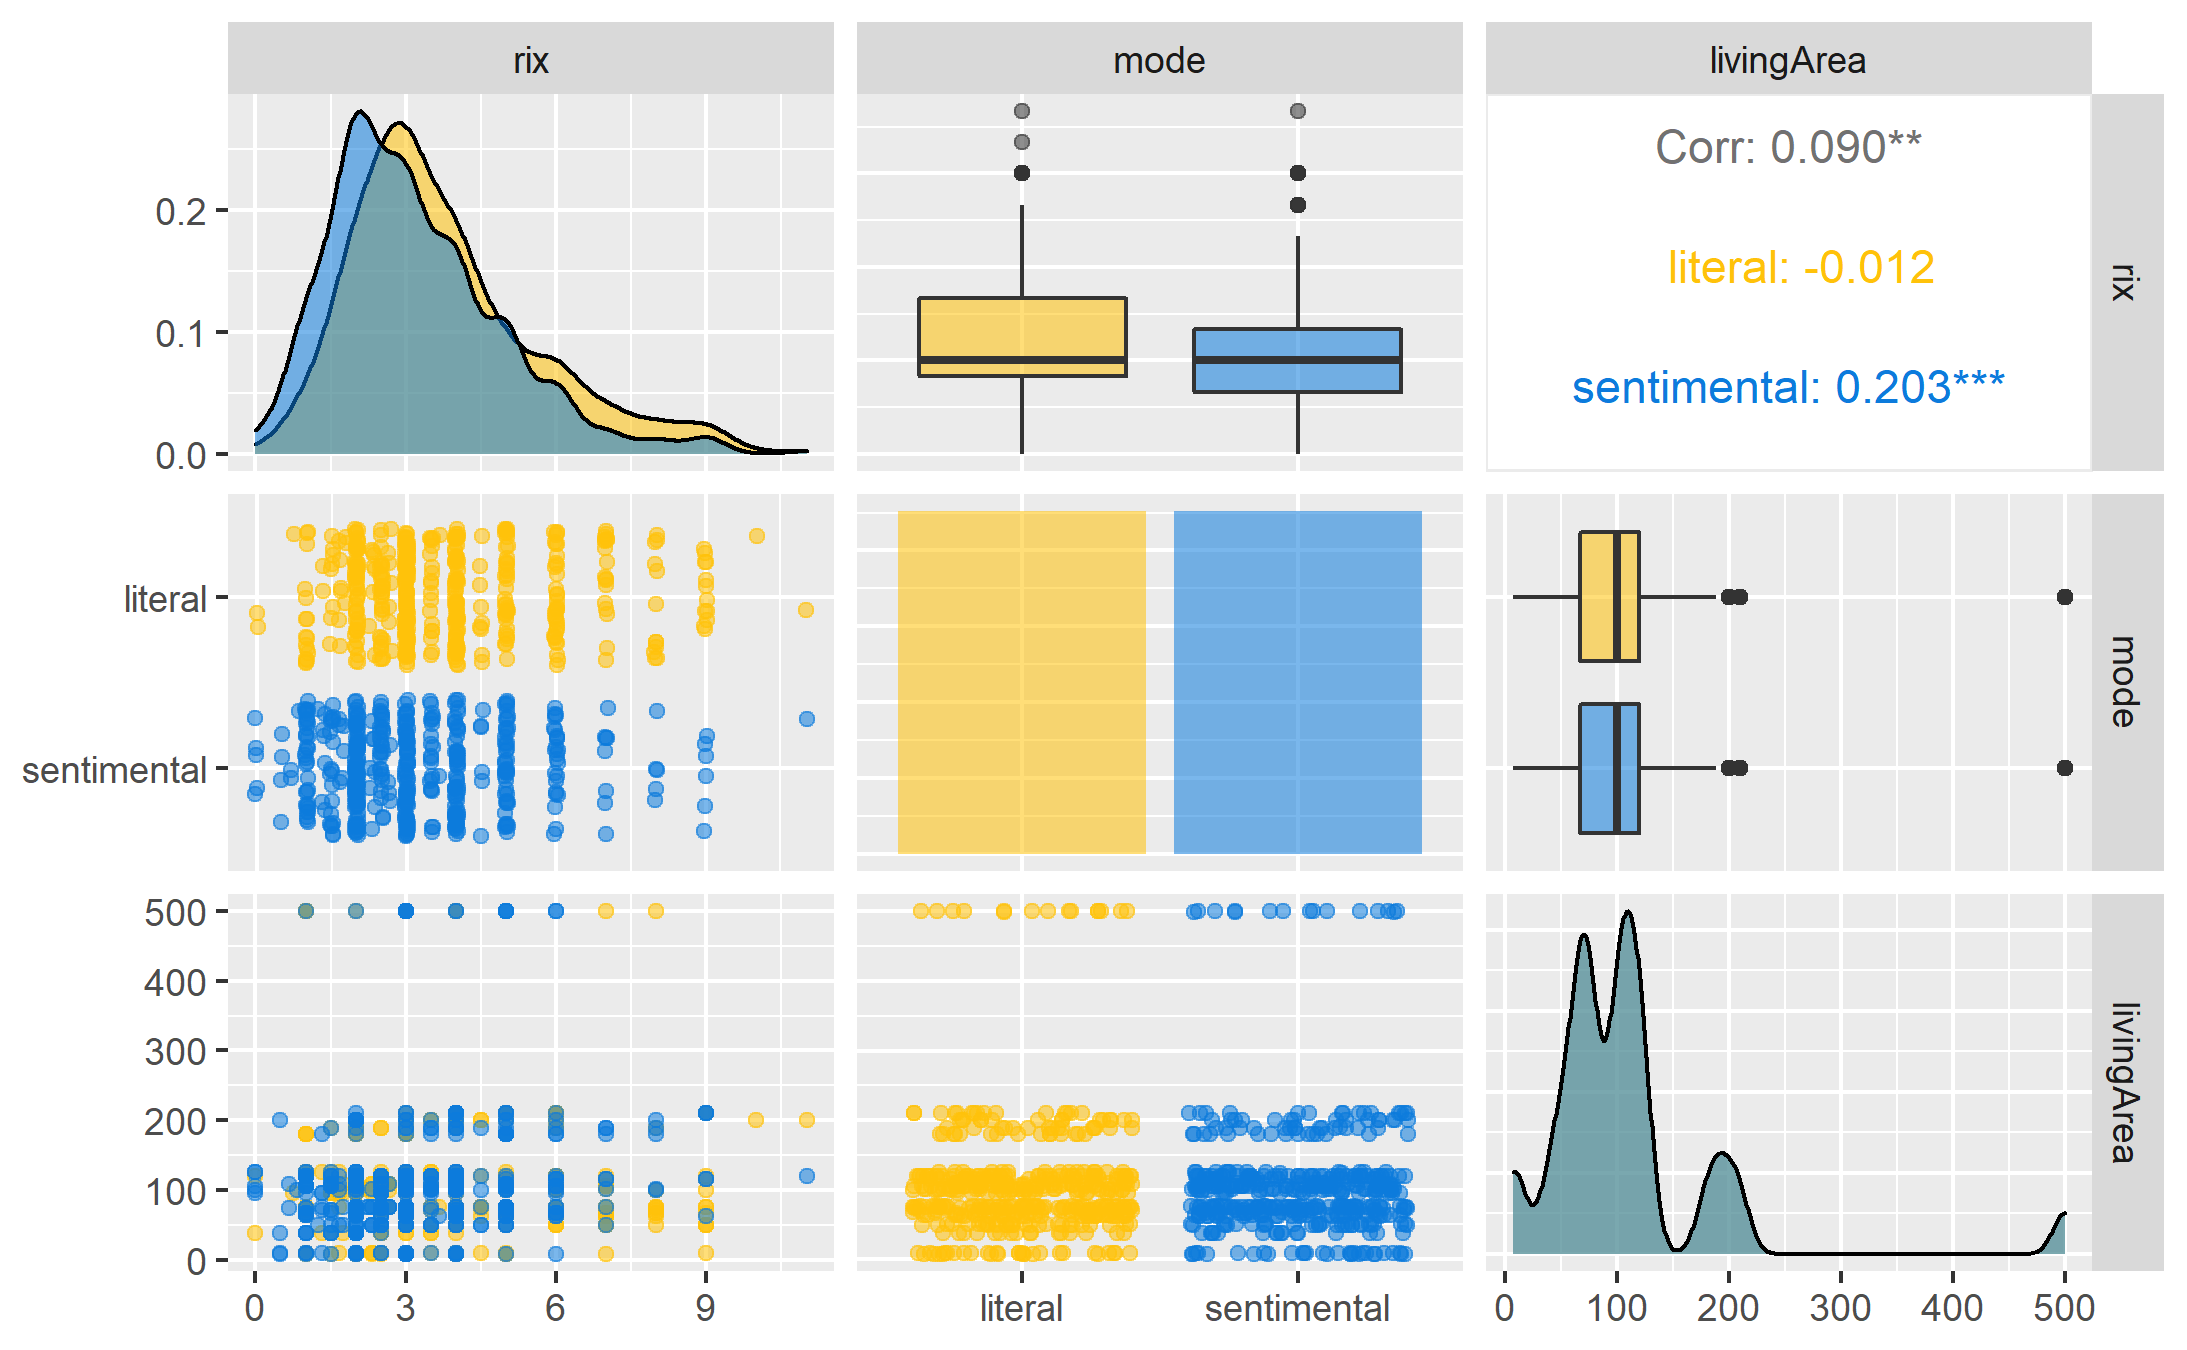 rix
mode
livingArea
0.2
0.1
0.0
Corr: 0.090**
literal: -0.012
sentimental: 0.203***
rix
literal
sentimental
mode
500
400
300
200
100
0
livingArea
0 3 6 9
literal sentimental
0 100 200 300 400 500